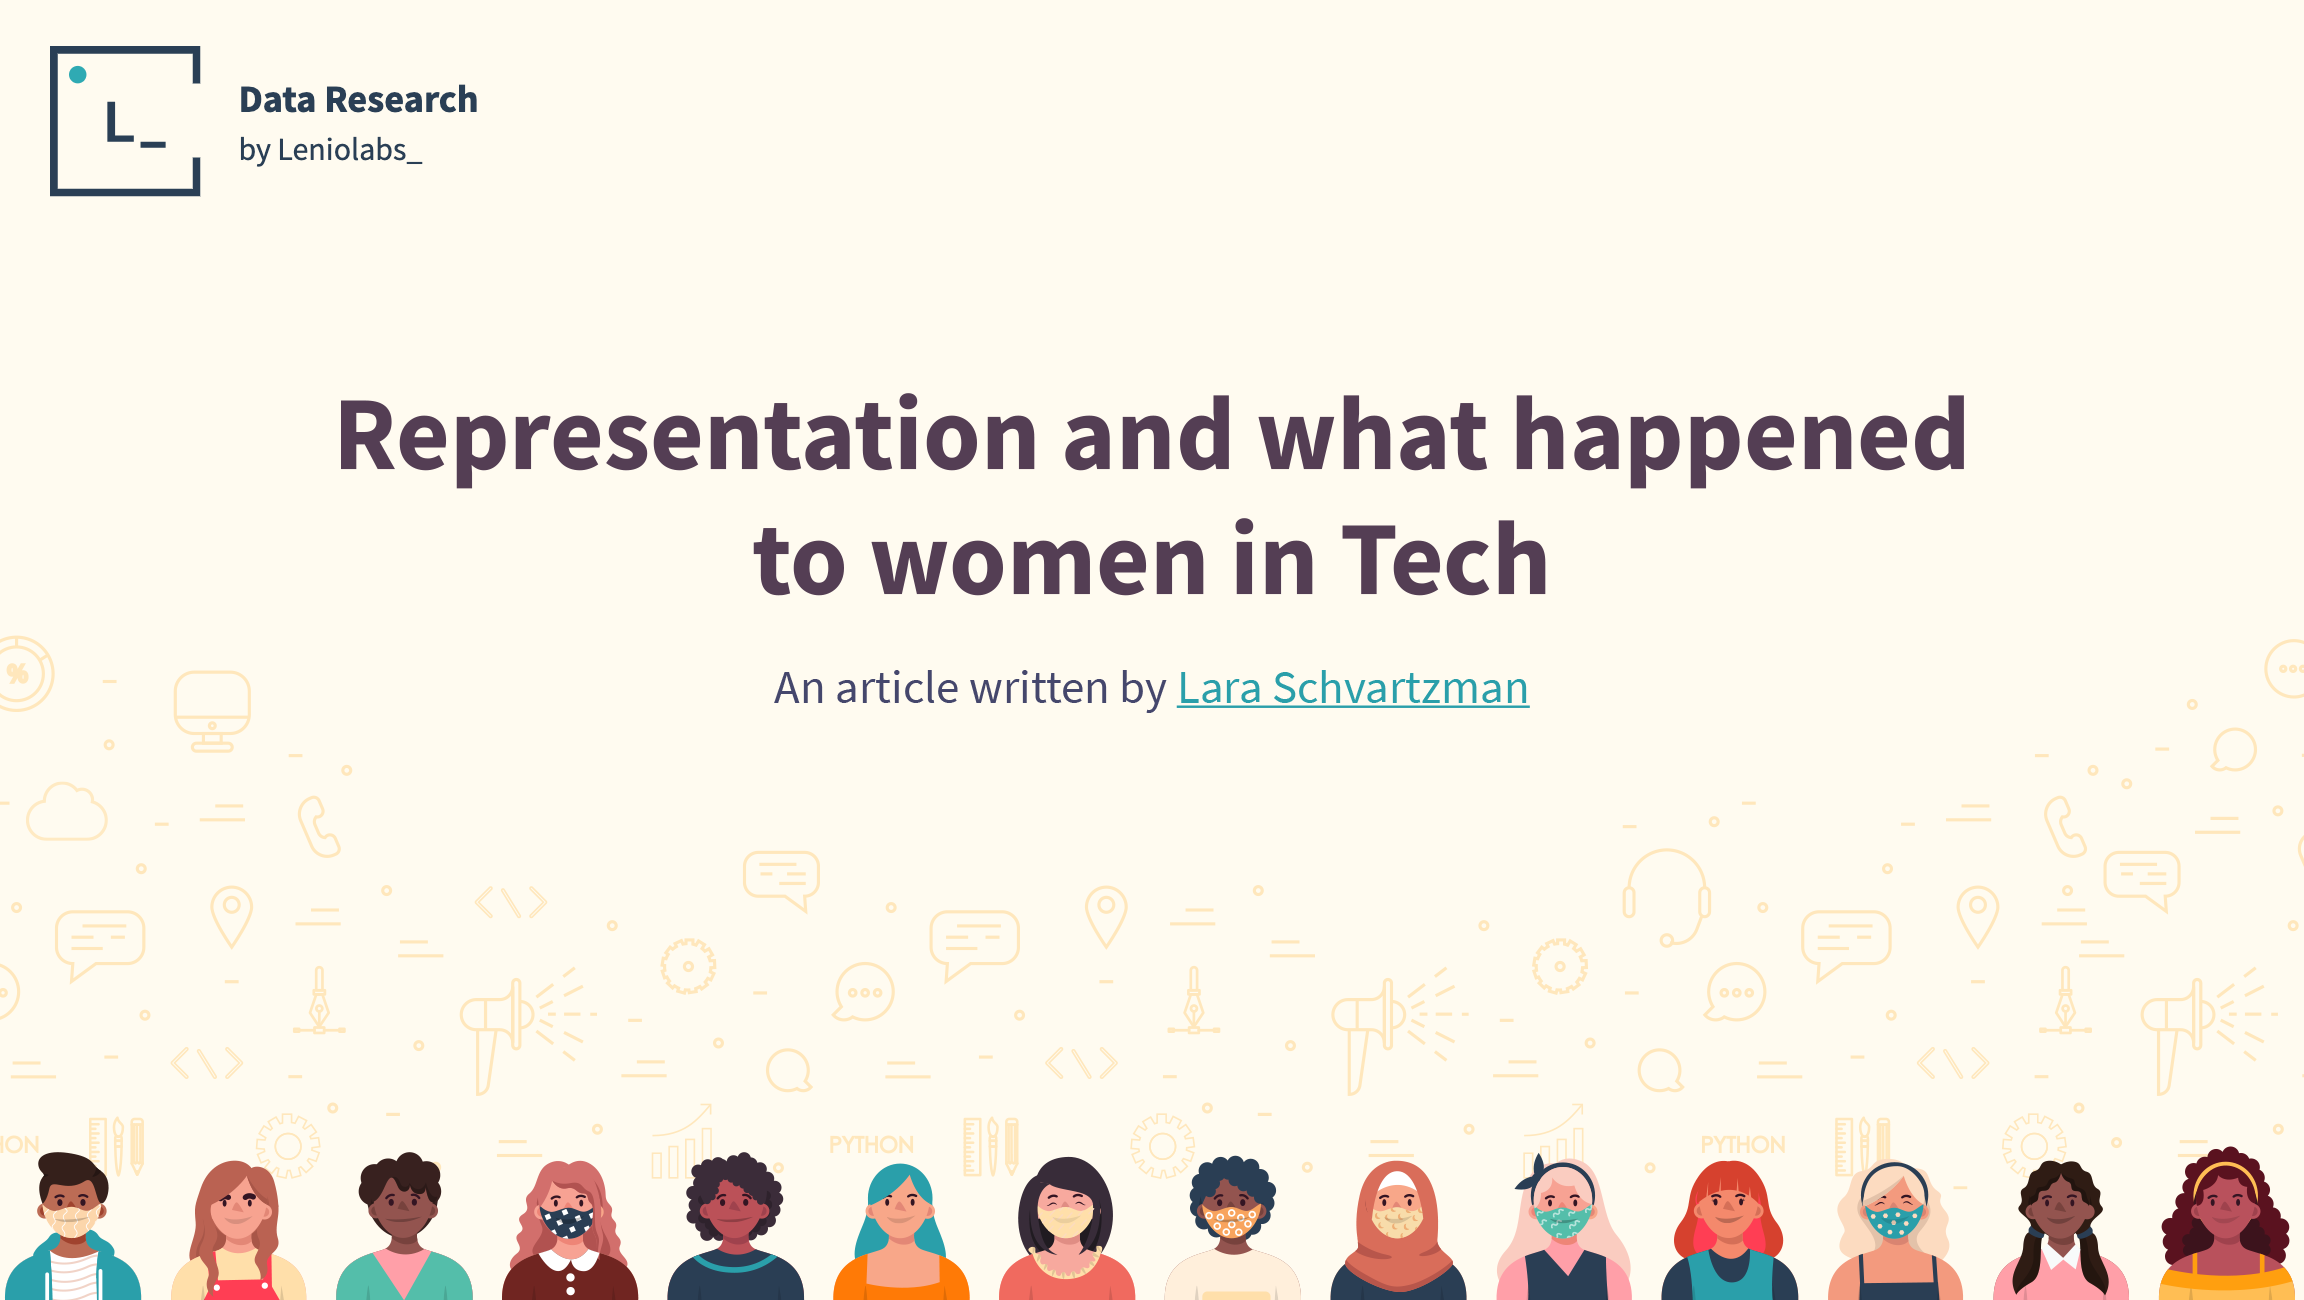 L_
Data Research
by Leniolabs_
Representation and what happened
to women in Tech
An article written by Lara Schvartzman
%
HON
PYTHON
PYTHON